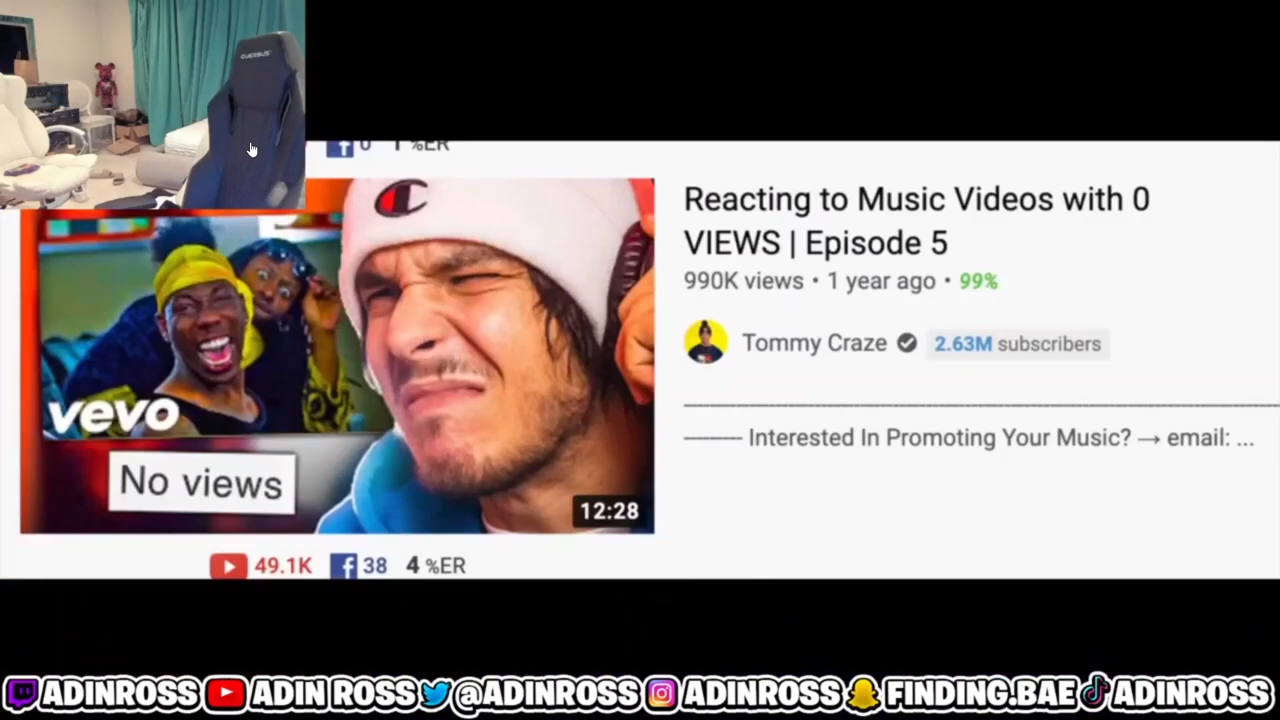 0 1 %ER
Reacting to Music Videos with 0
VIEWS | Episode 5
990K views • 1 year ago • 99%
Tommy Craze 2.63M subscribers
Interested In Promoting Your Music? → email: ...
vevo
No views
12:28
49.1K 38 4 %ER
ADINROSS ADIN ROSS @ADINROSS ADINROSS FINDING.BAE ADINROSS